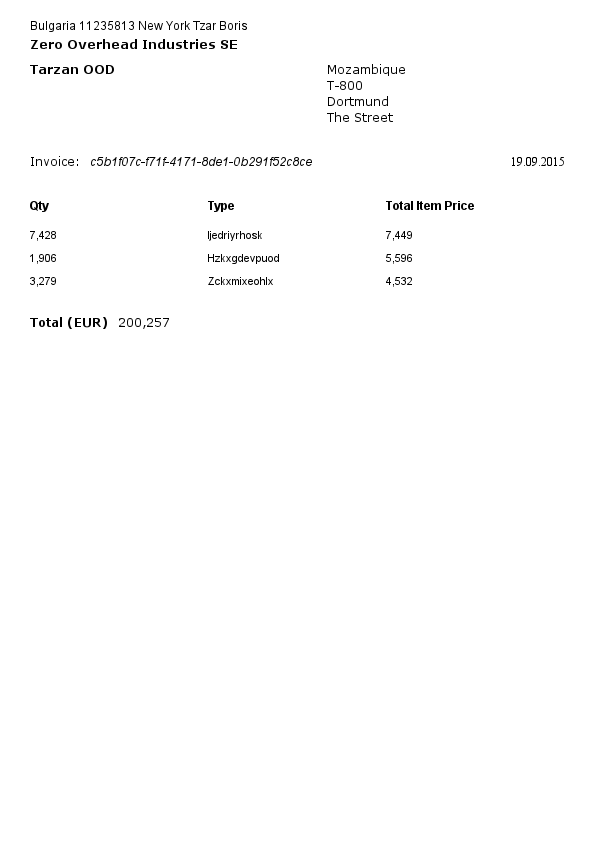 Bulgaria 11235813 New York Tzar Boris
Zero Overhead Industries SE
Tarzan OOD
Mozambique
T-800
Dortmund
The Street
Invoice: c5b1f07c-f71f-4171-8de1-0b291f52c8ce 19.09.2015
Qty Type Total Item Price
7,428 Ijedriyrhosk 7,449
1,906 Hzkxgdevpuod 5,596
3,279 Zckxmixeohlx 4,532
Total (EUR) 200,257